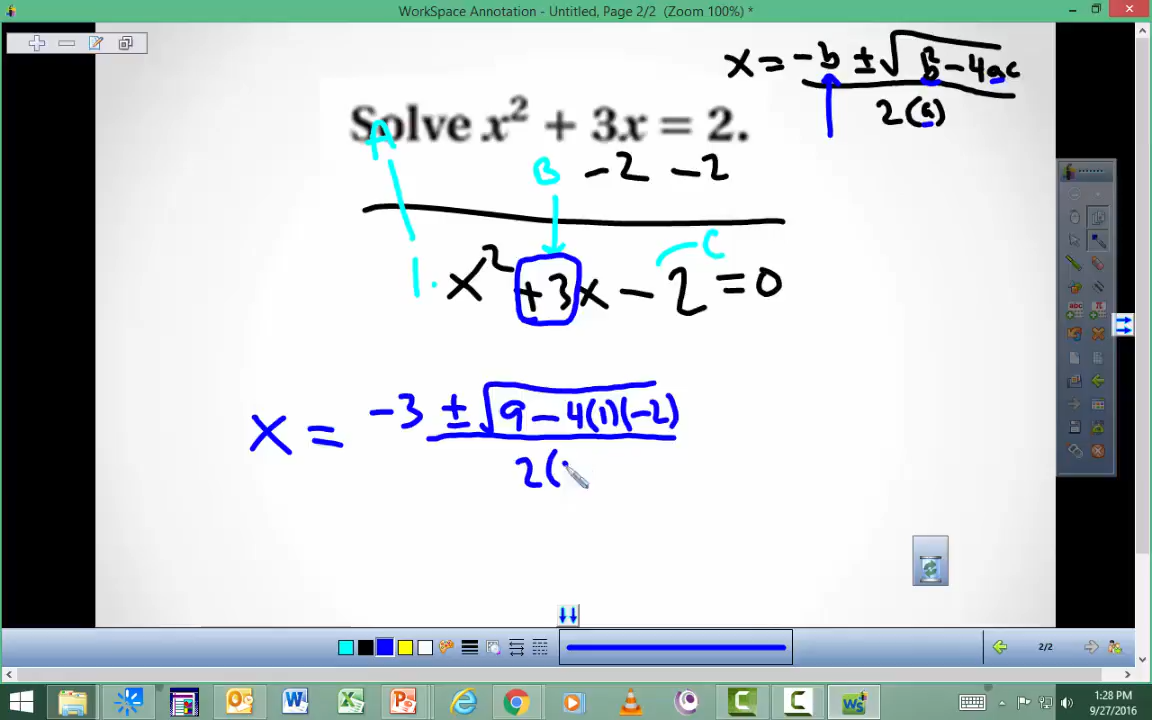 WorkSpace Annotation - Untitled, Page 2/2 (Zoom 100%) *
x = -b ± √b² - 4ac
2(a)
Solve x² + 3x = 2.
A
B -2 -2
C
1. x² +3x - 2 = 0
x = -3 ± √9 - 4(1)(-2)
2(
2/2
1:28 PM
9/27/2016